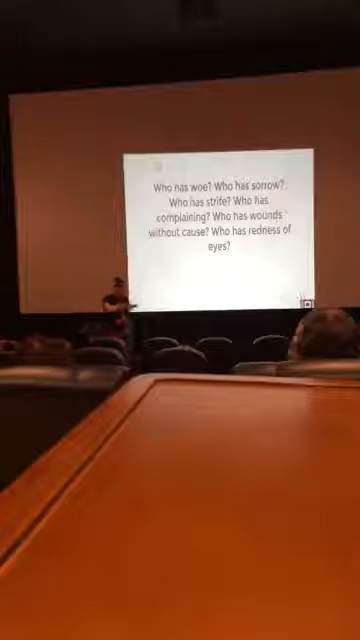 Who has woe? Who has sorrow?
Who has strife? Who has
complaining? Who has wounds
without cause? Who has redness of
eyes?